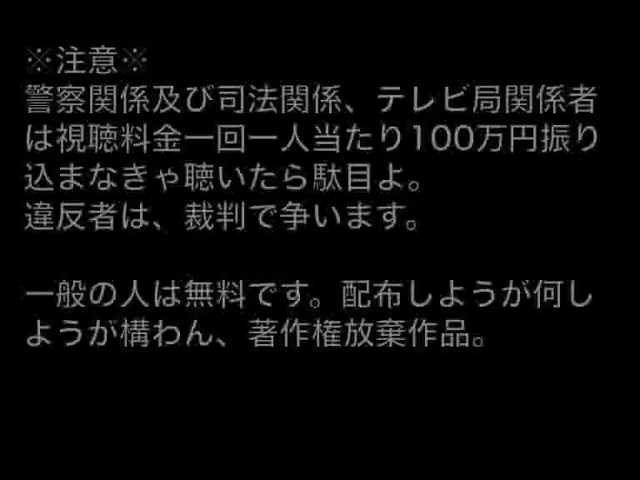 ※注意※
警察関係及び司法関係、テレビ局関係者
は視聴料金一回一人当たり100万円振り
込まなきゃ聴いたら駄目よ。
違反者は、裁判で争います。
一般の人は無料です。配布しようが何し
ようが構わん、著作権放棄作品。